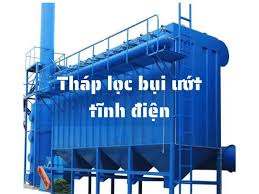 Tháp lọc bụi ướt
tĩnh điện